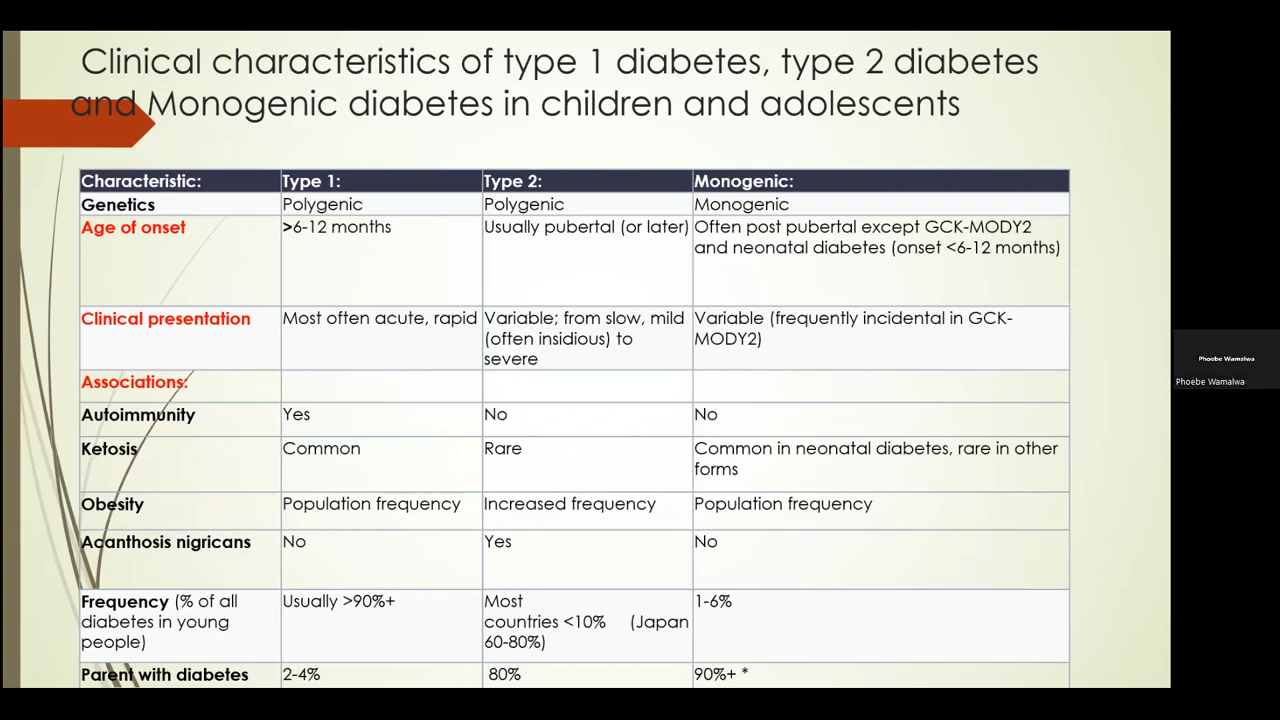 Clinical characteristics of type 1 diabetes, type 2 diabetes
and Monogenic diabetes in children and adolescents
Characteristic: Type 1: Type 2: Monogenic:
Genetics Polygenic Polygenic Monogenic
Age of onset >6-12 months Usually pubertal (or later) Often post pubertal except GCK-MODY2
and neonatal diabetes (onset <6-12 months)
Clinical presentation Most often acute, rapid Variable; from slow, mild Variable (frequently incidental in GCK-
(often insidious) to MODY2)
severe
Associations:
Autoimmunity Yes No No
Ketosis Common Rare Common in neonatal diabetes, rare in other
forms
Obesity Population frequency Increased frequency Population frequency
Acanthosis nigricans No Yes No
Frequency (% of all Usually >90%+ Most 1-6%
diabetes in young countries <10% (Japan
people) 60-80%)
Parent with diabetes 2-4% 80% 90%+ *
Phoebe Wamalwa
Phoebe Wamalwa